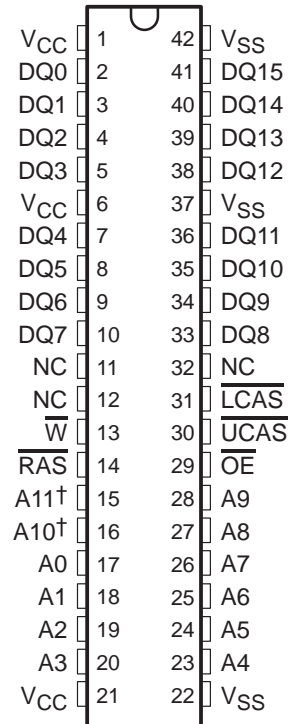 VCC 1 42 VSS
DQ0 2 41 DQ15
DQ1 3 40 DQ14
DQ2 4 39 DQ13
DQ3 5 38 DQ12
VCC 6 37 VSS
DQ4 7 36 DQ11
DQ5 8 35 DQ10
DQ6 9 34 DQ9
DQ7 10 33 DQ8
NC 11 32 NC
NC 12 31 L̅C̅A̅S̅
W̅ 13 30 U̅C̅A̅S̅
R̅A̅S̅ 14 29 O̅E̅
A11† 15 28 A9
A10† 16 27 A8
A0 17 26 A7
A1 18 25 A6
A2 19 24 A5
A3 20 23 A4
VCC 21 22 VSS